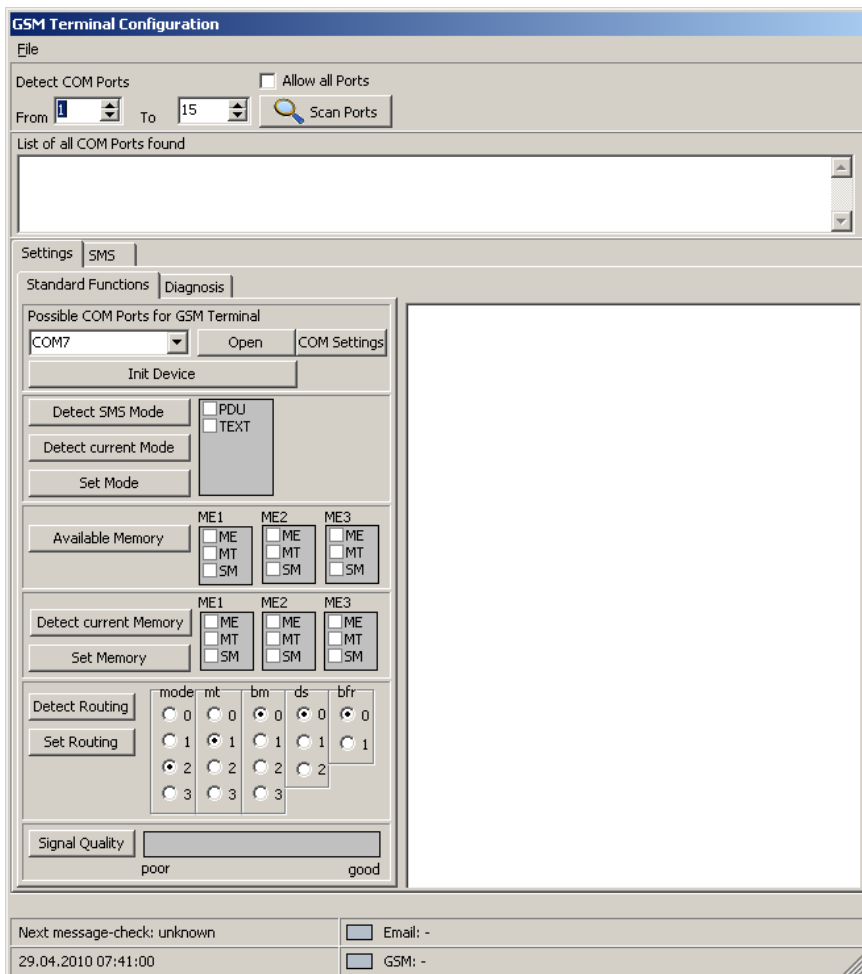 GSM Terminal Configuration
File
Detect COM Ports Allow all Ports
From 1 To 15 Scan Ports
List of all COM Ports found
Settings SMS
Standard Functions Diagnosis
Possible COM Ports for GSM Terminal
COM7 Open COM Settings
Init Device
Detect SMS Mode PDU
TEXT
Detect current Mode
Set Mode
ME1 ME2 ME3
Available Memory ME ME ME
MT MT MT
SM SM SM
ME1 ME2 ME3
Detect current Memory ME ME ME
MT MT MT
Set Memory SM SM SM
mode mt bm ds bfr
Detect Routing 0 0 0 0 0
Set Routing 1 1 1 1 1
2 2 2 2
3 3 3
Signal Quality
poor good
Next message-check: unknown Email: -
29.04.2010 07:41:00 GSM: -